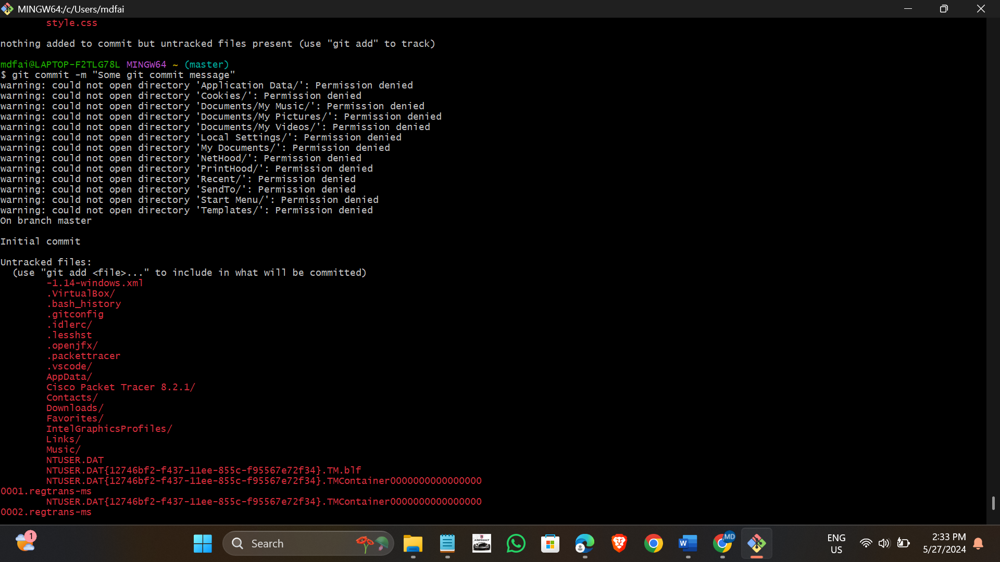 MINGW64:/c/Users/mdfai
style.css
nothing added to commit but untracked files present (use "git add" to track)
mdfai@LAPTOP-F2TLG78L MINGW64 ~ (master)
$ git commit -m "Some git commit message"
warning: could not open directory 'Application Data/': Permission denied
warning: could not open directory 'Cookies/': Permission denied
warning: could not open directory 'Documents/My Music/': Permission denied
warning: could not open directory 'Documents/My Pictures/': Permission denied
warning: could not open directory 'Documents/My Videos/': Permission denied
warning: could not open directory 'Local Settings/': Permission denied
warning: could not open directory 'My Documents/': Permission denied
warning: could not open directory 'NetHood/': Permission denied
warning: could not open directory 'PrintHood/': Permission denied
warning: could not open directory 'Recent/': Permission denied
warning: could not open directory 'SendTo/': Permission denied
warning: could not open directory 'Start Menu/': Permission denied
warning: could not open directory 'Templates/': Permission denied
On branch master
Initial commit
Untracked files:
(use "git add <file>..." to include in what will be committed)
-1.14-windows.xml
.VirtualBox/
.bash_history
.gitconfig
.idlerc/
.lesshst
.openjfx/
.packettracer
.vscode/
AppData/
Cisco Packet Tracer 8.2.1/
Contacts/
Downloads/
Favorites/
IntelGraphicsProfiles/
Links/
Music/
NTUSER.DAT
NTUSER.DAT{12746bf2-f437-11ee-855c-f95567e72f34}.TM.blf
NTUSER.DAT{12746bf2-f437-11ee-855c-f95567e72f34}.TMContainer0000000000000000
0001.regtrans-ms
NTUSER.DAT{12746bf2-f437-11ee-855c-f95567e72f34}.TMContainer0000000000000000
0002.regtrans-ms
1
Search
ASPHALT
W
MD
ENG
US
2:33 PM
5/27/2024